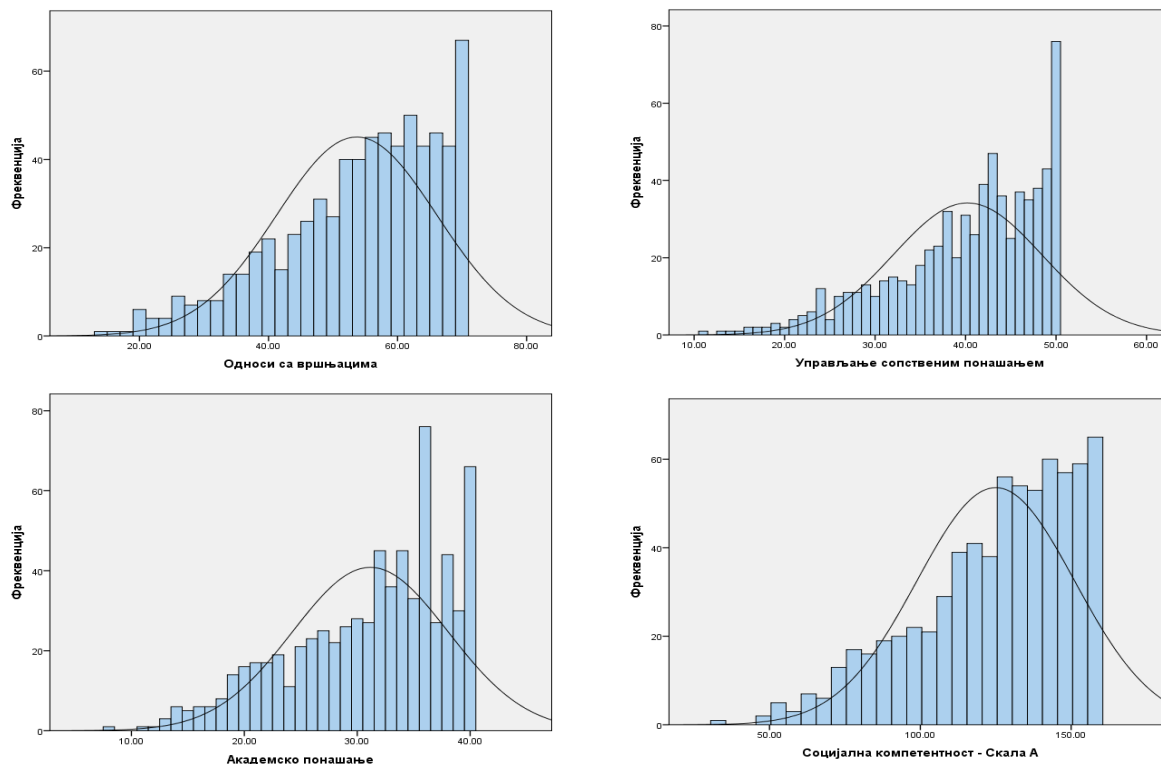 60
40
20
0
Фреквенција
20.00 40.00 60.00 80.00
Односи са вршњацима
80
60
40
20
0
Фреквенција
10.00 20.00 30.00 40.00 50.00 60.00
Управљање сопственим понашањем
80
60
40
20
0
Фреквенција
10.00 20.00 30.00 40.00
Академско понашање
60
40
20
0
Фреквенција
50.00 100.00 150.00
Социјална компетентност - Скала А